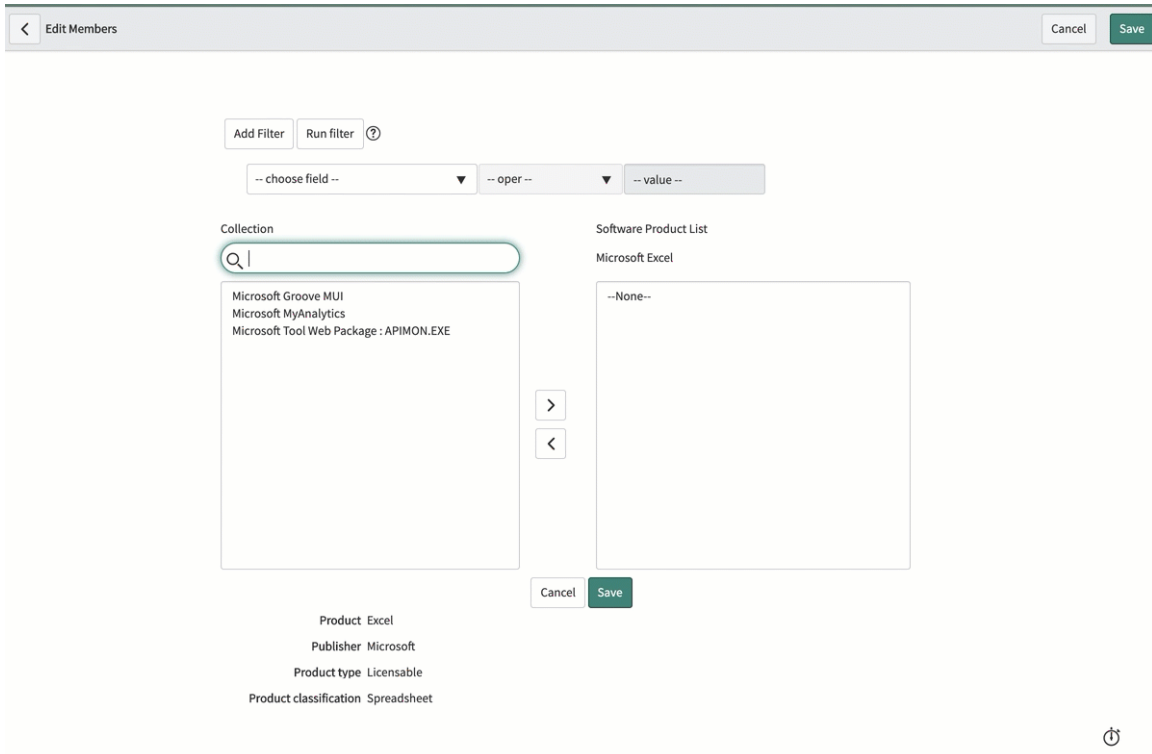 Edit Members
Cancel Save
Add Filter Run filter ?
-- choose field -- -- oper -- -- value --
Collection Software Product List
Microsoft Excel
Microsoft Groove MUI --None--
Microsoft MyAnalytics
Microsoft Tool Web Package : APIMON.EXE
Cancel Save
Product Excel
Publisher Microsoft
Product type Licensable
Product classification Spreadsheet